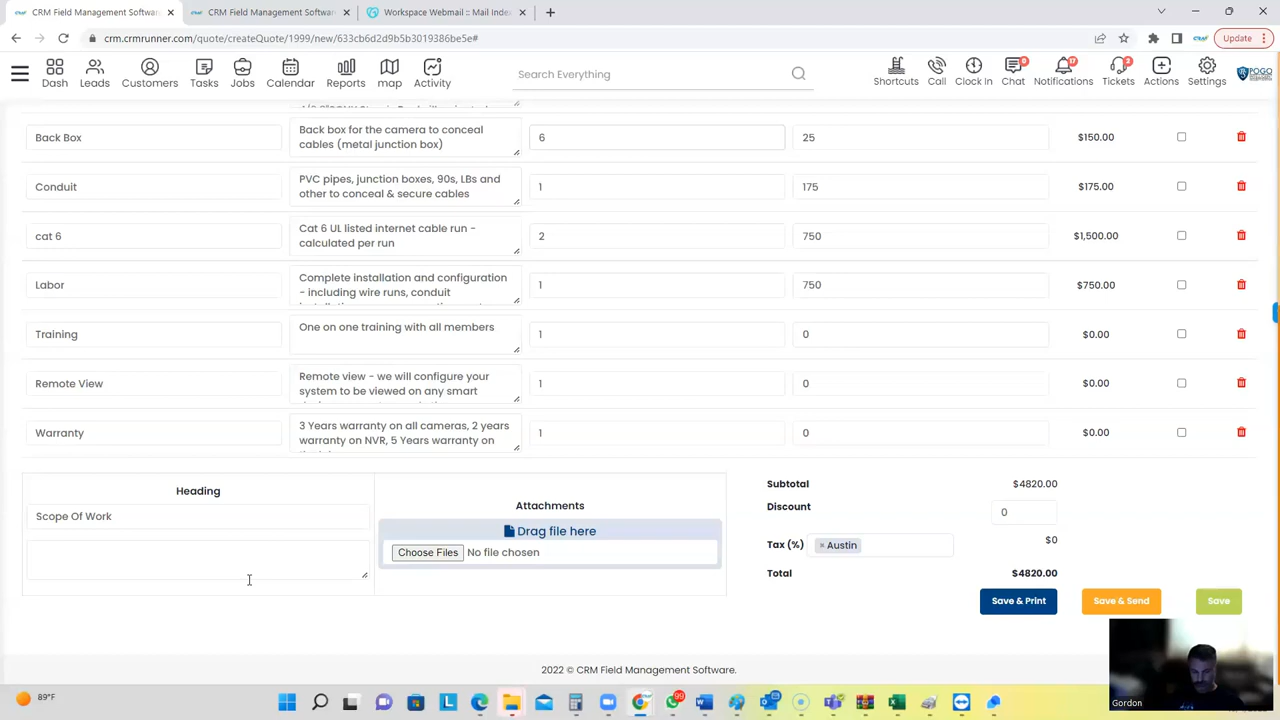 CRM Field Management Software
CRM Field Management Software
Workspace Webmail :: Mail Index
crm.crmrunner.com/quote/createQuote/1999/new/633cb6d2d9b5b3019386be5e#
Update
Dash
Leads
Customers
Tasks
Jobs
Calendar
Reports
map
Activity
Search Everything
Shortcuts
Call
Clock In
Chat
Notifications
Tickets
Actions
Settings
0
17
2
POGO
Back Box
Back box for the camera to conceal
cables (metal junction box)
6
25
$150.00
Conduit
PVC pipes, junction boxes, 90s, LBs and
other to conceal & secure cables
1
175
$175.00
cat 6
Cat 6 UL listed internet cable run -
calculated per run
2
750
$1,500.00
Labor
Complete installation and configuration
- including wire runs, conduit
1
750
$750.00
Training
One on one training with all members
1
0
$0.00
Remote View
Remote view - we will configure your
system to be viewed on any smart
1
0
$0.00
Warranty
3 Years warranty on all cameras, 2 years
warranty on NVR, 5 Years warranty on
1
0
$0.00
Heading
Scope Of Work
Attachments
Drag file here
Choose Files No file chosen
Subtotal
$4820.00
Discount
0
Tax (%)
× Austin
$0
Total
$4820.00
Save & Print
Save & Send
Save
2022 © CRM Field Management Software.
Gordon
89°F
99